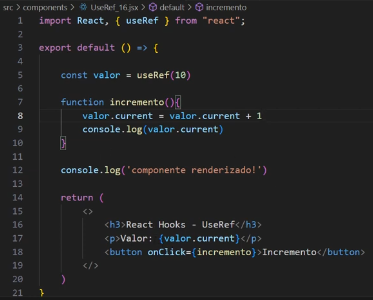 src > components > UseRef_16.jsx > default > incremento
1 import React, { useRef } from "react";
2
3 export default () => {
4
5 const valor = useRef(10)
6
7 function incremento(){
8 valor.current = valor.current + 1
9 console.log(valor.current)
10 }
11
12 console.log('componente renderizado!')
13
14 return (
15 <>
16 <h3>React Hooks - UseRef</h3>
17 <p>Valor: {valor.current}</p>
18 <button onClick={incremento}>Incremento</button>
19 </>
20 )
21 }